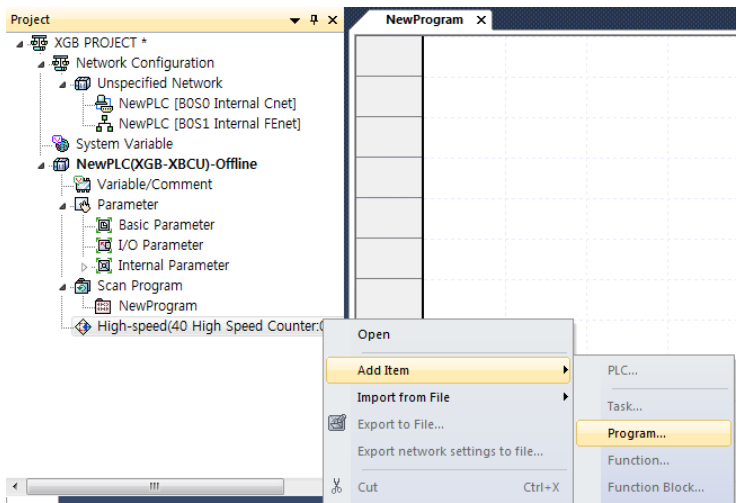 Project
NewProgram
XGB PROJECT *
Network Configuration
Unspecified Network
NewPLC [B0S0 Internal Cnet]
NewPLC [B0S1 Internal FEnet]
System Variable
NewPLC(XGB-XBCU)-Offline
Variable/Comment
Parameter
Basic Parameter
I/O Parameter
Internal Parameter
Scan Program
NewProgram
High-speed(40 High Speed Counter:0
Open
Add Item
PLC...
Import from File
Task...
Export to File...
Program...
Export network settings to file...
Function...
Cut Ctrl+X
Function Block...